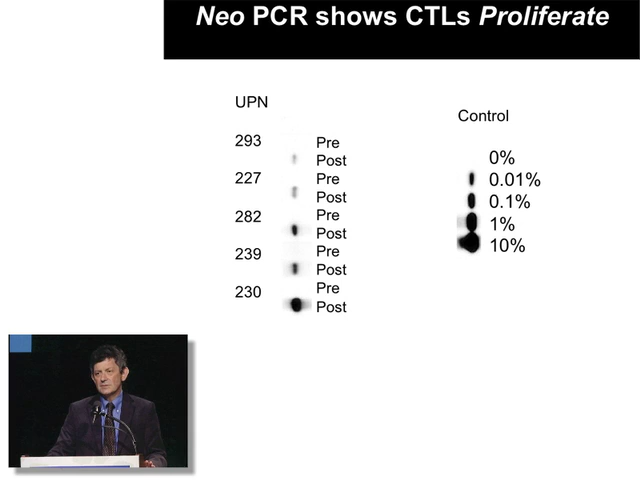 Neo PCR shows CTLs Proliferate
UPN
293
Pre
Post
227
Pre
Post
282
Pre
Post
239
Pre
Post
230
Pre
Post
Control
0%
0.01%
0.1%
1%
10%